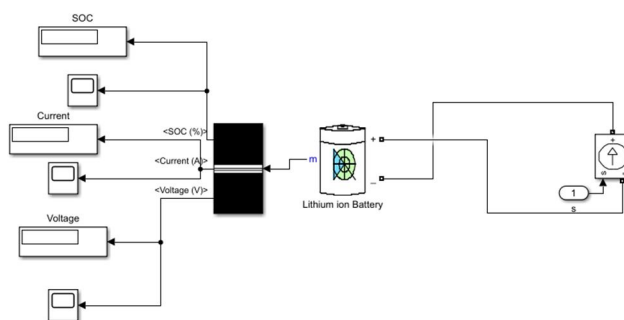 SOC
Current
<SOC (%)>
<Current (A)>
m
+
<Voltage (V)>
_
Lithium ion Battery
Voltage
+
s
-
1
s